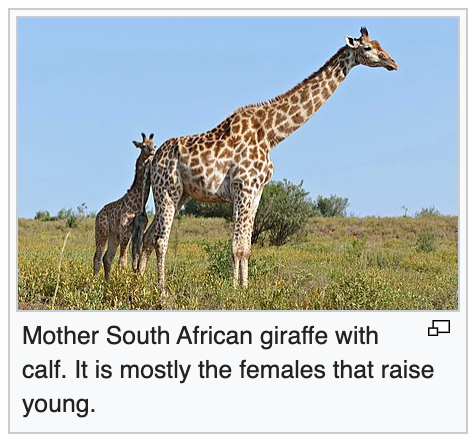 Mother South African giraffe with
calf. It is mostly the females that raise
young.